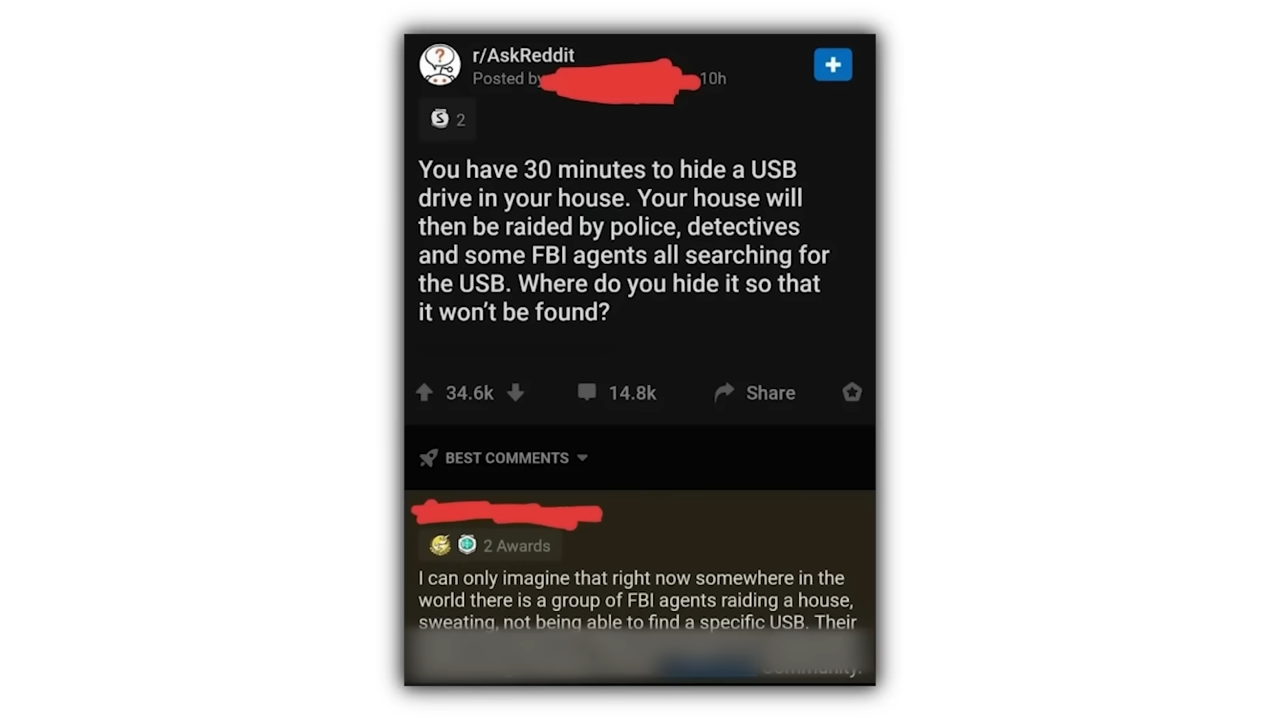 r/AskReddit
Posted by 10h
2
You have 30 minutes to hide a USB
drive in your house. Your house will
then be raided by police, detectives
and some FBI agents all searching for
the USB. Where do you hide it so that
it won't be found?
34.6k 14.8k Share
BEST COMMENTS
2 Awards
I can only imagine that right now somewhere in the
world there is a group of FBI agents raiding a house,
sweating, not being able to find a specific USB. Their
community.